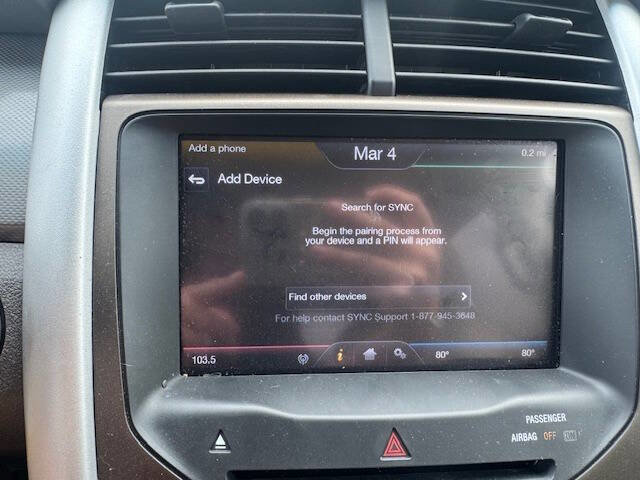 Add a phone
Mar 4
0.2 mi
Add Device
Search for SYNC
Begin the pairing process from
your device and a PIN will appear.
Find other devices
For help contact SYNC Support 1-877-945-3648
103.5
80°
80°
PASSENGER
AIRBAG OFF ON